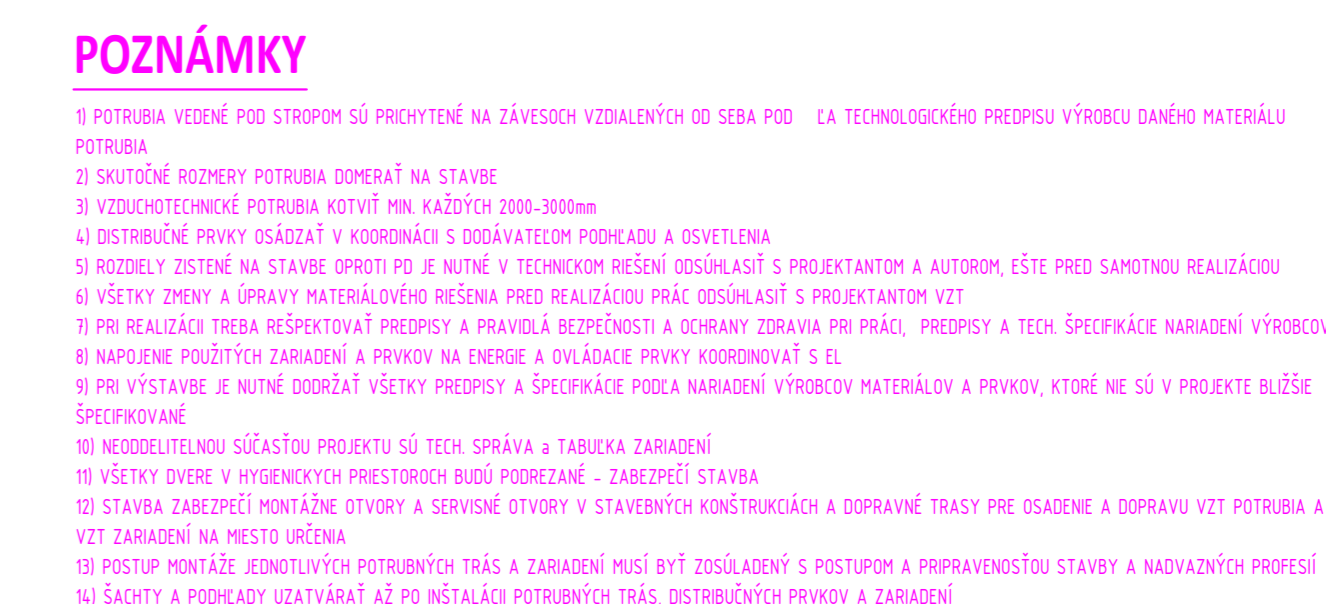 POZNÁMKY
1) POTRUBIA VEDENÉ POD STROPOM SÚ PRICHYTENÉ NA ZÁVESOCH VZDIALENÝCH OD SEBA POD ĽA TECHNOLOGICKÉHO PREDPISU VÝROBCU DANÉHO MATERIÁLU
POTRUBIA
2) SKUTOČNÉ ROZMERY POTRUBIA DOMERAŤ NA STAVBE
3) VZDUCHOTECHNICKÉ POTRUBIA KOTVIŤ MIN. KAŽDÝCH 2000-3000mm
4) DISTRIBUČNÉ PRVKY OSÁDZAŤ V KOORDINÁCII S DODÁVATEĽOM PODHĽADU A OSVETLENIA
5) ROZDIELY ZISTENÉ NA STAVBE OPROTI PD JE NUTNÉ V TECHNICKOM RIEŠENÍ ODSÚHLASIŤ S PROJEKTANTOM A AUTOROM, EŠTE PRED SAMOTNOU REALIZÁCIOU
6) VŠETKY ZMENY A ÚPRAVY MATERIÁLOVÉHO RIEŠENIA PRED REALIZÁCIOU PRÁC ODSÚHLASIŤ S PROJEKTANTOM VZT
7) PRI REALIZÁCII TREBA REŠPEKTOVAŤ PREDPISY A PRAVIDLÁ BEZPEČNOSTI A OCHRANY ZDRAVIA PRI PRÁCI, PREDPISY A TECH. ŠPECIFIKÁCIE NARIADENÍ VÝROBCOV
8) NAPOJENIE POUŽITÝCH ZARIADENÍ A PRVKOV NA ENERGIE A OVLÁDACIE PRVKY KOORDINOVAŤ S EL
9) PRI VÝSTAVBE JE NUTNÉ DODRŽAŤ VŠETKY PREDPISY A ŠPECIFIKÁCIE PODĽA NARIADENÍ VÝROBCOV MATERIÁLOV A PRVKOV, KTORÉ NIE SÚ V PROJEKTE BLIŽŠIE
ŠPECIFIKOVANÉ
10) NEODDELITELNOU SÚČASŤOU PROJEKTU SÚ TECH. SPRÁVA a TABUĽKA ZARIADENÍ
11) VŠETKY DVERE V HYGIENICKYCH PRIESTOROCH BUDÚ PODREZANÉ - ZABEZPEČÍ STAVBA
12) STAVBA ZABEZPEČÍ MONTÁŽNE OTVORY A SERVISNÉ OTVORY V STAVEBNÝCH KONŠTRUKCIÁCH A DOPRAVNÉ TRASY PRE OSADENIE A DOPRAVU VZT POTRUBIA A
VZT ZARIADENÍ NA MIESTO URČENIA
13) POSTUP MONTÁŽE JEDNOTLIVÝCH POTRUBNÝCH TRÁS A ZARIADENÍ MUSÍ BYŤ ZOSÚLADENÝ S POSTUPOM A PRIPRAVENOSŤOU STAVBY A NADVAZNÝCH PROFESIÍ
14) ŠACHTY A PODHĽADY UZATVÁRAŤ AŽ PO INŠTALÁCII POTRUBNÝCH TRÁS, DISTRIBUČNÝCH PRVKOV A ZARIADENÍ